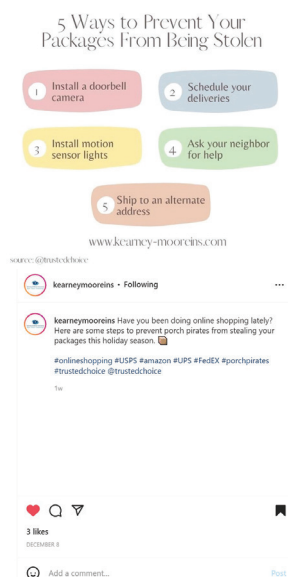 5 Ways to Prevent Your
Packages From Being Stolen
1 Install a doorbell
camera
2 Schedule your
deliveries
3 Install motion
sensor lights
4 Ask your neighbor
for help
5 Ship to an alternate
address
www.kearney-mooreins.com
source: @trustedchoice
kearneymooreins • Following
kearneymooreins Have you been doing online shopping lately?
Here are some steps to prevent porch pirates from stealing your
packages this holiday season. 📦
#onlineshopping #USPS #amazon #UPS #FedEX #porchpirates
#trustedchoice @trustedchoice
1w
3 likes
DECEMBER 8
Add a comment...
Post